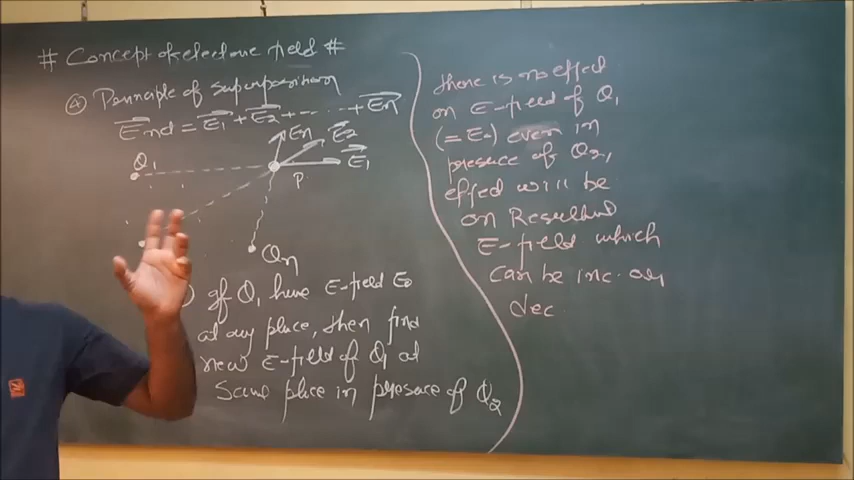 # Concept of electric field #
④ Principle of superposition
End = E1 + E2 + ...... + En
En E2
Q1 E1
P
Qn
) If Q1 have E-field E0
at any place, then find
new E-field of Q1 at
same place in presence of Q2
there is no effect
on E-field of Q1
(= E0) even in
presence of Q2,
effect will be
on Resultant
E-field which
can be inc. or
dec.